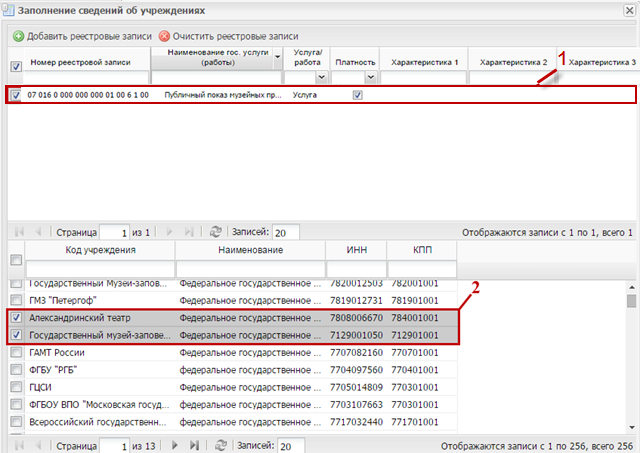 Заполнение сведений об учреждениях
Добавить реестровые записи Очистить реестровые записи
1
Номер реестровой записи Наименование гос. услуги (работы) Услуга/работа Платность Характеристика 1 Характеристика 2 Характеристика 3
07 016 0 000 000 000 01 00 6 1 00 Публичный показ музейных пр... Услуга
Страница 1 из 1 Записей: 20 Отображаются записи с 1 по 1, всего 1
Код учреждения Наименование ИНН КПП
Государственный Музей-запов... Федеральное государственное ... 7820012503 782001001
2
ГМЗ "Петергоф" Федеральное государственное ... 7819012731 781901001
Александринский театр Федеральное государственное ... 7808006670 784001001
Государственный музей-запове... Федеральное государственное ... 7129001050 712901001
ГАМТ России Федеральное государственное ... 7707082160 770701001
ФГБУ "РГБ" Федеральное государственное ... 7704097560 770401001
ГЦСИ Федеральное государственное ... 7705014809 770301001
ФГБОУ ВПО "Московская госуд... Федеральное государственное ... 7703107663 770301001
Всероссийский государственн... Федеральное государственное ... 7717032440 771701001
Страница 1 из 13 Записей: 20 Отображаются записи с 1 по 256, всего 256